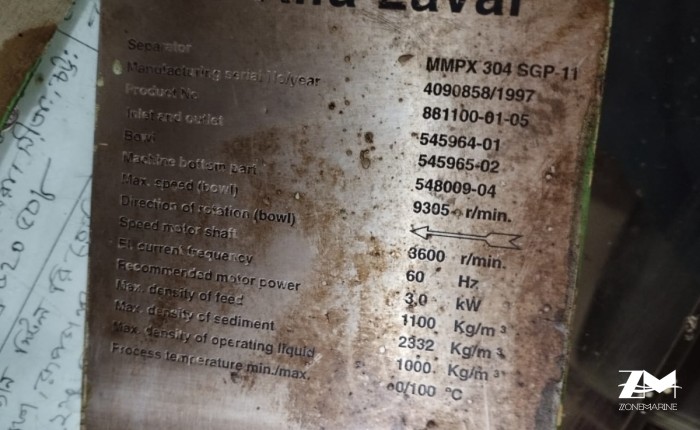 Alfa Laval
Separator MMPX 304 SGP-11
Manufacturing serial No/year 4090858/1997
Product No 881100-01-05
Inlet and outlet 545964-01
Bowl 545965-02
Machine bottom part 548009-04
Max. speed (bowl) 9305 r/min.
Direction of rotation (bowl)
Speed motor shaft 3600 r/min.
El. current frequency 60 Hz
Recommended motor power 3,0 kW
Max. density of feed 1100 Kg/m³
Max. density of sediment 2332 Kg/m³
Max. density of operating liquid 1000 Kg/m³
Process temperature min./max. 0/100 °C
ZM
ZONEMARINE